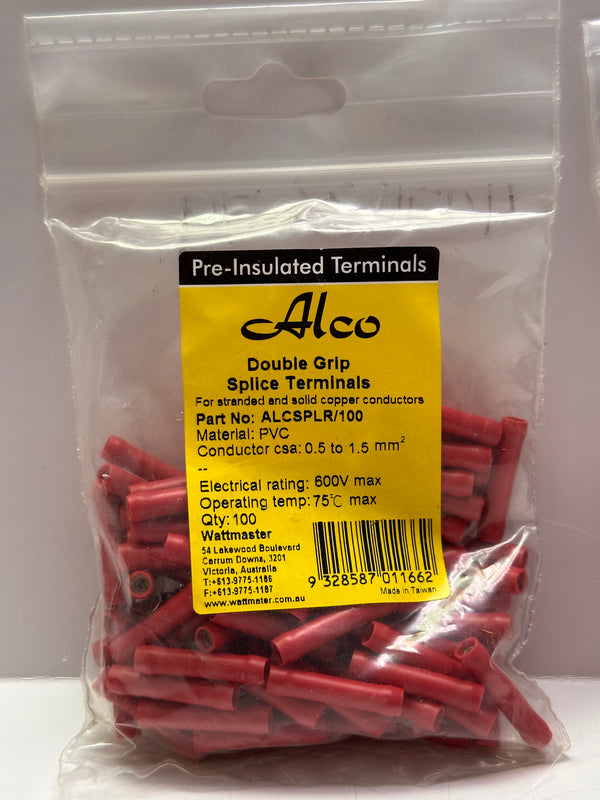 Pre-Insulated Terminals
Alco
Double Grip
Splice Terminals
For stranded and solid copper conductors
Part No: ALCSPLR/100
Material: PVC
Conductor csa: 0.5 to 1.5 mm²
--
Electrical rating: 600V max
Operating temp: 75℃ max
Qty: 100
Wattmaster
54 Lakewood Boulevard
Carrum Downs, 3201
Victoria, Australia
T:+613-9775-1186
F:+613-9775-1187
www.wattmater.com.au
9 328587 011662
Made in Taiwan